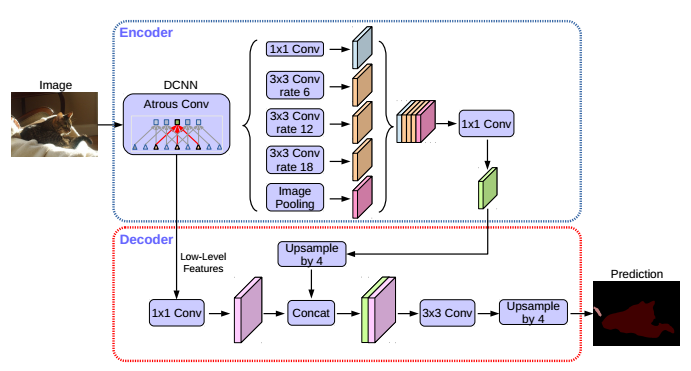 Encoder
Image
DCNN
Atrous Conv
1x1 Conv
3x3 Conv
rate 6
3x3 Conv
rate 12
3x3 Conv
rate 18
Image
Pooling
1x1 Conv
Decoder
Low-Level
Features
Upsample
by 4
1x1 Conv
Concat
3x3 Conv
Upsample
by 4
Prediction